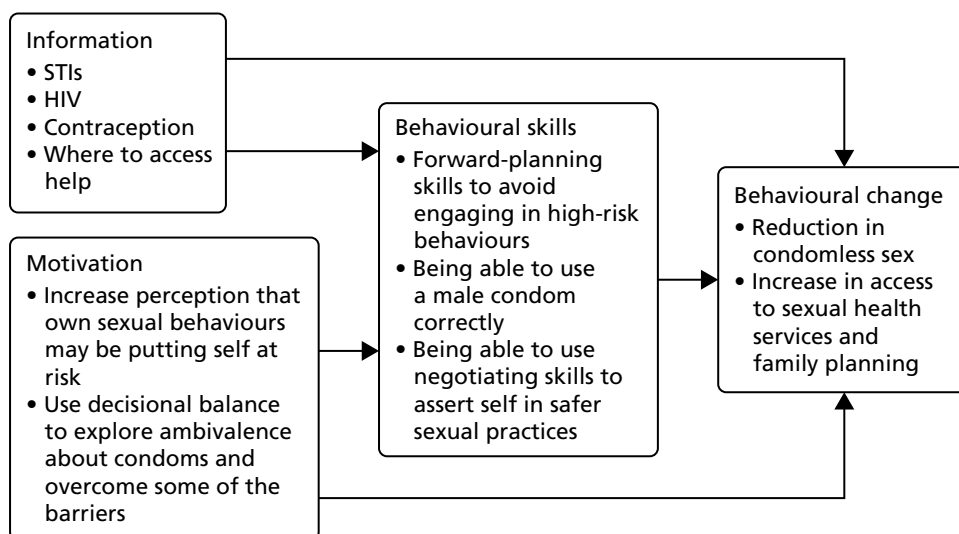 Information
• STIs
• HIV
• Contraception
• Where to access
help
Motivation
• Increase perception that
own sexual behaviours
may be putting self at
risk
• Use decisional balance
to explore ambivalence
about condoms and
overcome some of the
barriers
Behavioural skills
• Forward-planning
skills to avoid
engaging in high-risk
behaviours
• Being able to use
a male condom
correctly
• Being able to use
negotiating skills to
assert self in safer
sexual practices
Behavioural change
• Reduction in
condomless sex
• Increase in access
to sexual health
services and
family planning